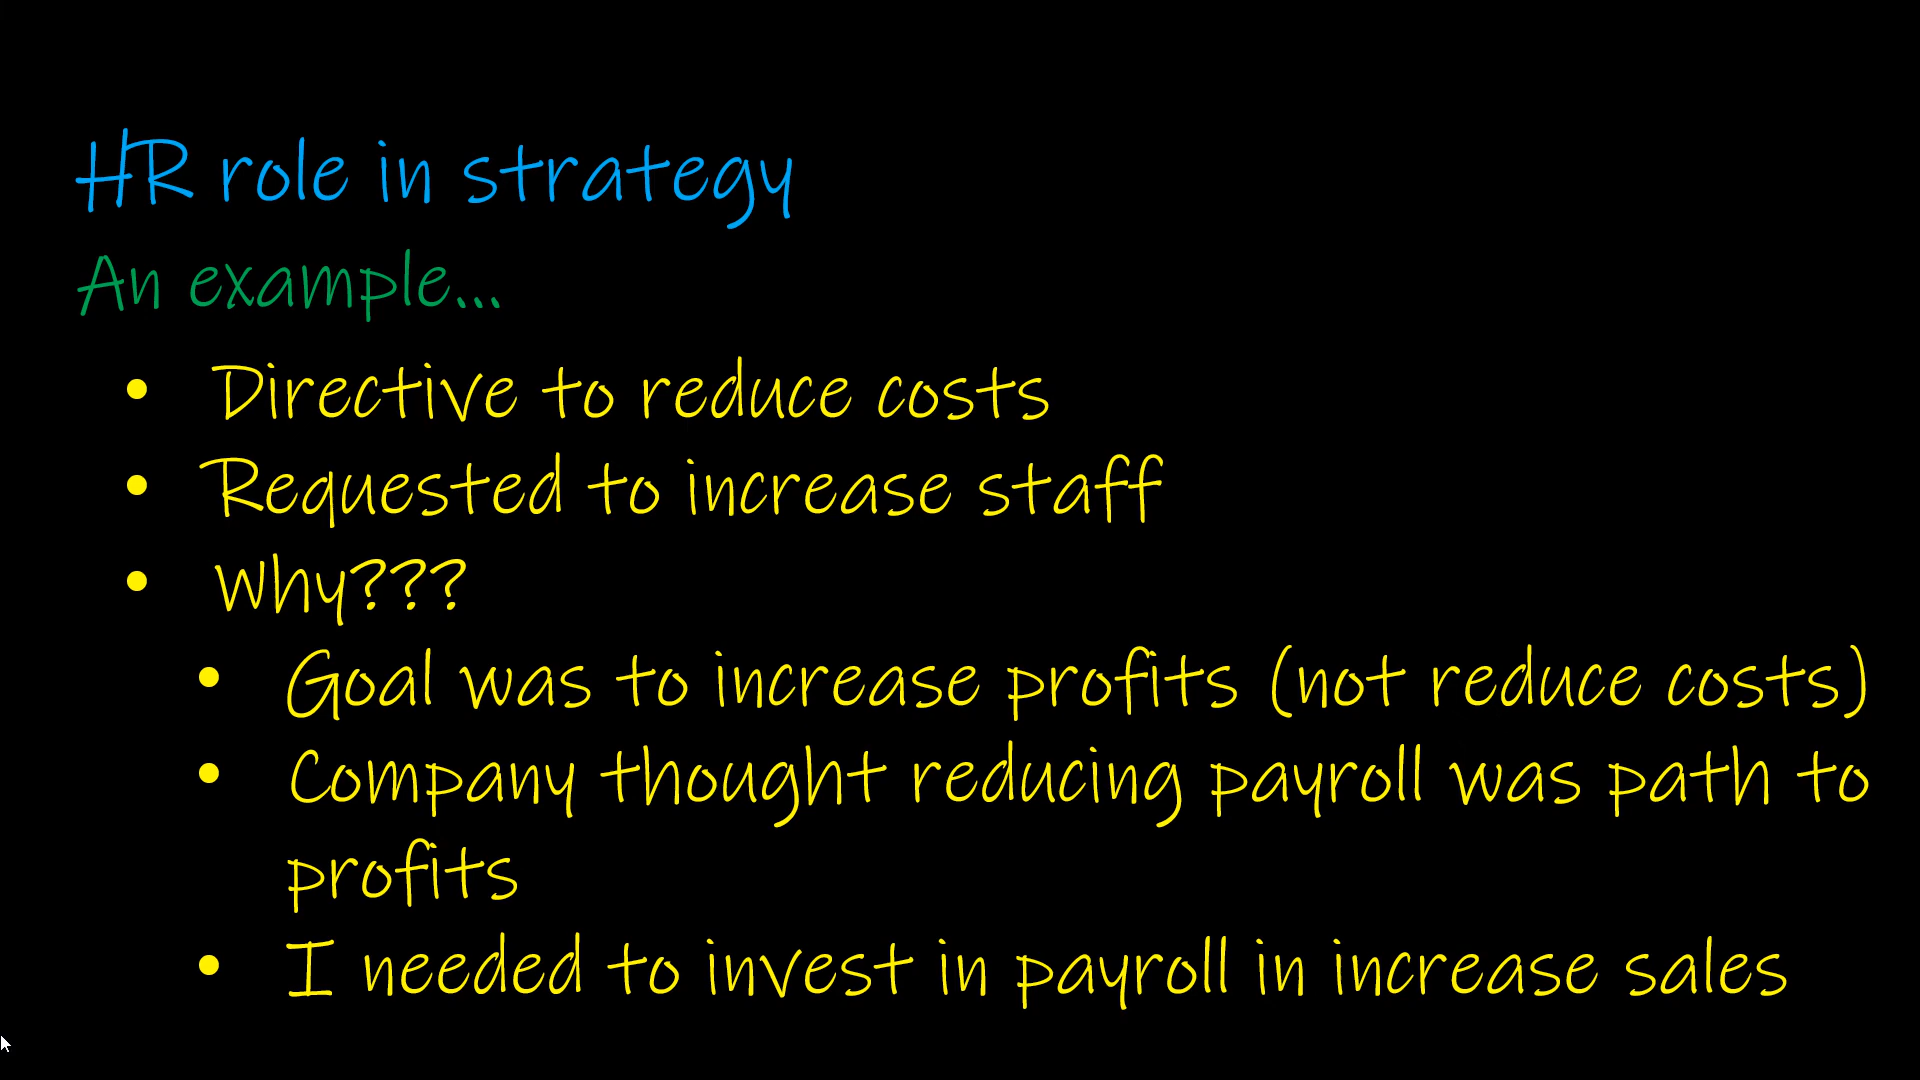 HR role in strategy
An example...
• Directive to reduce costs
• Requested to increase staff
• Why???
• Goal was to increase profits (not reduce costs)
• Company thought reducing payroll was path to
profits
• I needed to invest in payroll in increase sales